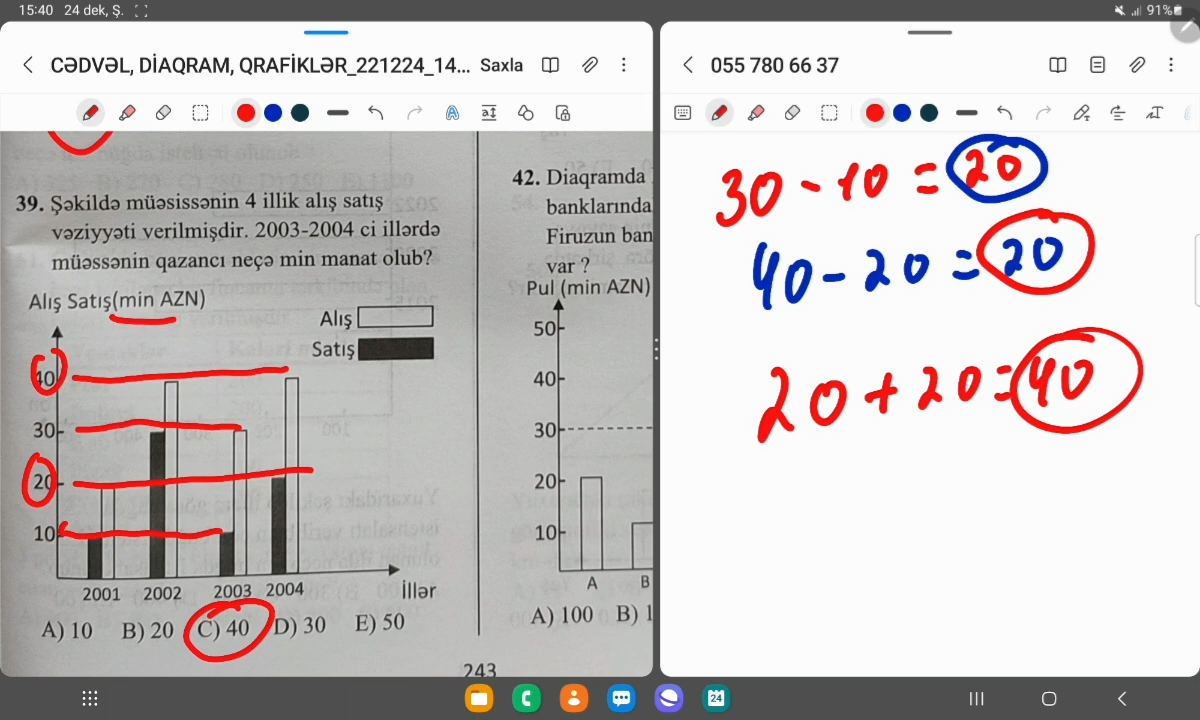 15:40 24 dek, Ş.
91%
CƏDVƏL, DİAQRAM, QRAFİKLƏR_221224_14... Saxla
39. Şəkildə müəsissənin 4 illik alış satış
vəziyyəti verilmişdir. 2003-2004 ci illərdə
müəssənin qazancı neçə min manat olub?
Alış Satış(min AZN)
Alış
Satış
40
30
20
10
2001 2002 2003 2004 İllər
A) 10 B) 20 C) 40 D) 30 E) 50
42. Diaqramda
banklarında
Firuzun ban
var ?
Pul (min AZN)
50
40
30
20
10
A B
A) 100 B) 1
243
055 780 66 37
30 - 10 = 20
40 - 20 = 20
20 + 20 = 40
24